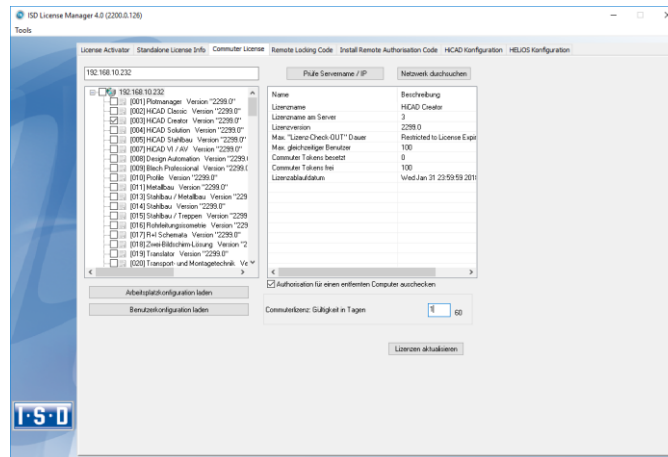 ISD License Manager 4.0 (2200.0.126)
Tools
License Activator Standalone License Info Commuter License Remote Locking Code Install Remote Authorisation Code HiCAD Konfiguration HELiOS Konfiguration
192.168.10.232
Prüfe Servername / IP
Netzwerk durchsuchen
192.168.10.232
[001] Plotmanager Version "2299.0"
[002] HiCAD Classic Version "2299.0"
[003] HiCAD Creator Version "2299.0"
[004] HiCAD Solution Version "2299.0"
[005] HiCAD Stahlbau Version "2299.0"
[007] HiCAD VI / AV Version "2299.0"
[008] Design Automation Version "2299.(
[009] Blech Professional Version "2299.(
[010] Profile Version "2299.0"
[011] Metallbau Version "2299.0"
[013] Stahlbau / Metallbau Version "229
[014] Stahlbau Version "2299.0"
[015] Stahlbau / Treppen Version "2299
[016] Rohrleitungsisometrie Version "229
[017] R+I Schemata Version "2299.0"
[018] Zwei-Bildschirm-Lösung Version "2
[019] Translator Version "2299.0"
[020] Transport- und Montagetechnik Ve
Name Beschreibung
Lizenzname HiCAD Creator
Lizenzname am Server 3
Lizenzversion 2299.0
Max. "Lizenz-Check-OUT" Dauer Restricted to License Expir
Max. gleichzeitiger Benutzer 100
Commuter Tokens besetzt 0
Commuter Tokens frei 100
Lizenzablaufdatum Wed Jan 31 23:59:59 201
Authorisation für einen entfernten Computer auschecken
Arbeitsplatzkonfiguration laden
Benutzerkonfiguration laden
Commuterlizenz: Gültigkeit in Tagen
1
60
Lizenzen aktualisieren
I·S·D